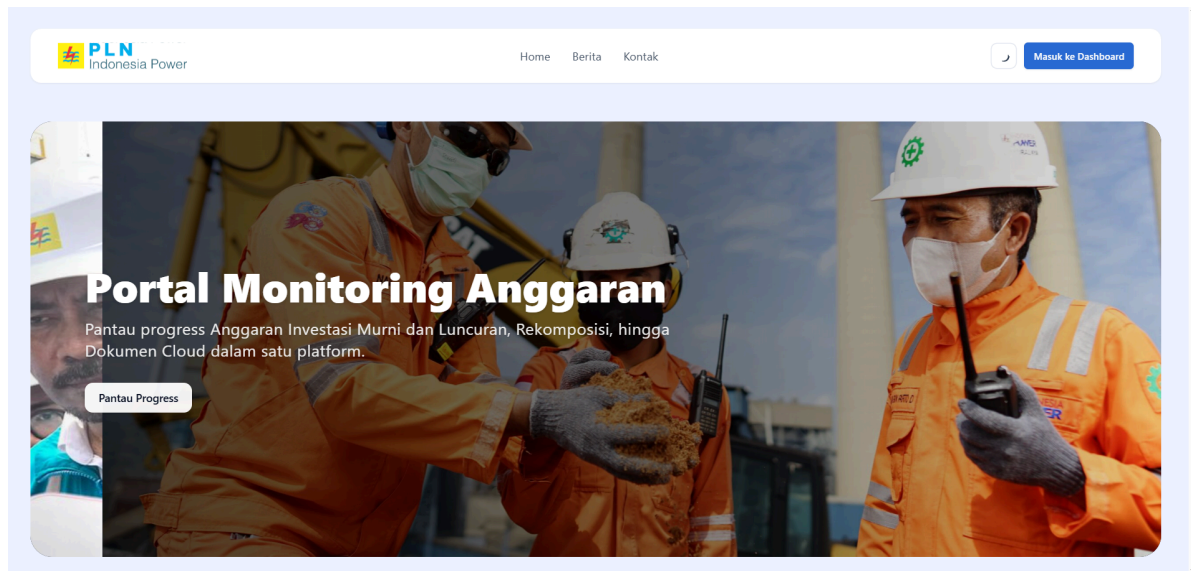 PLN
Indonesia Power
Home
Berita
Kontak
Masuk ke Dashboard
Portal Monitoring Anggaran
Pantau progress Anggaran Investasi Murni dan Luncuran, Rekomposisi, hingga
Dokumen Cloud dalam satu platform.
Pantau Progress
CAT